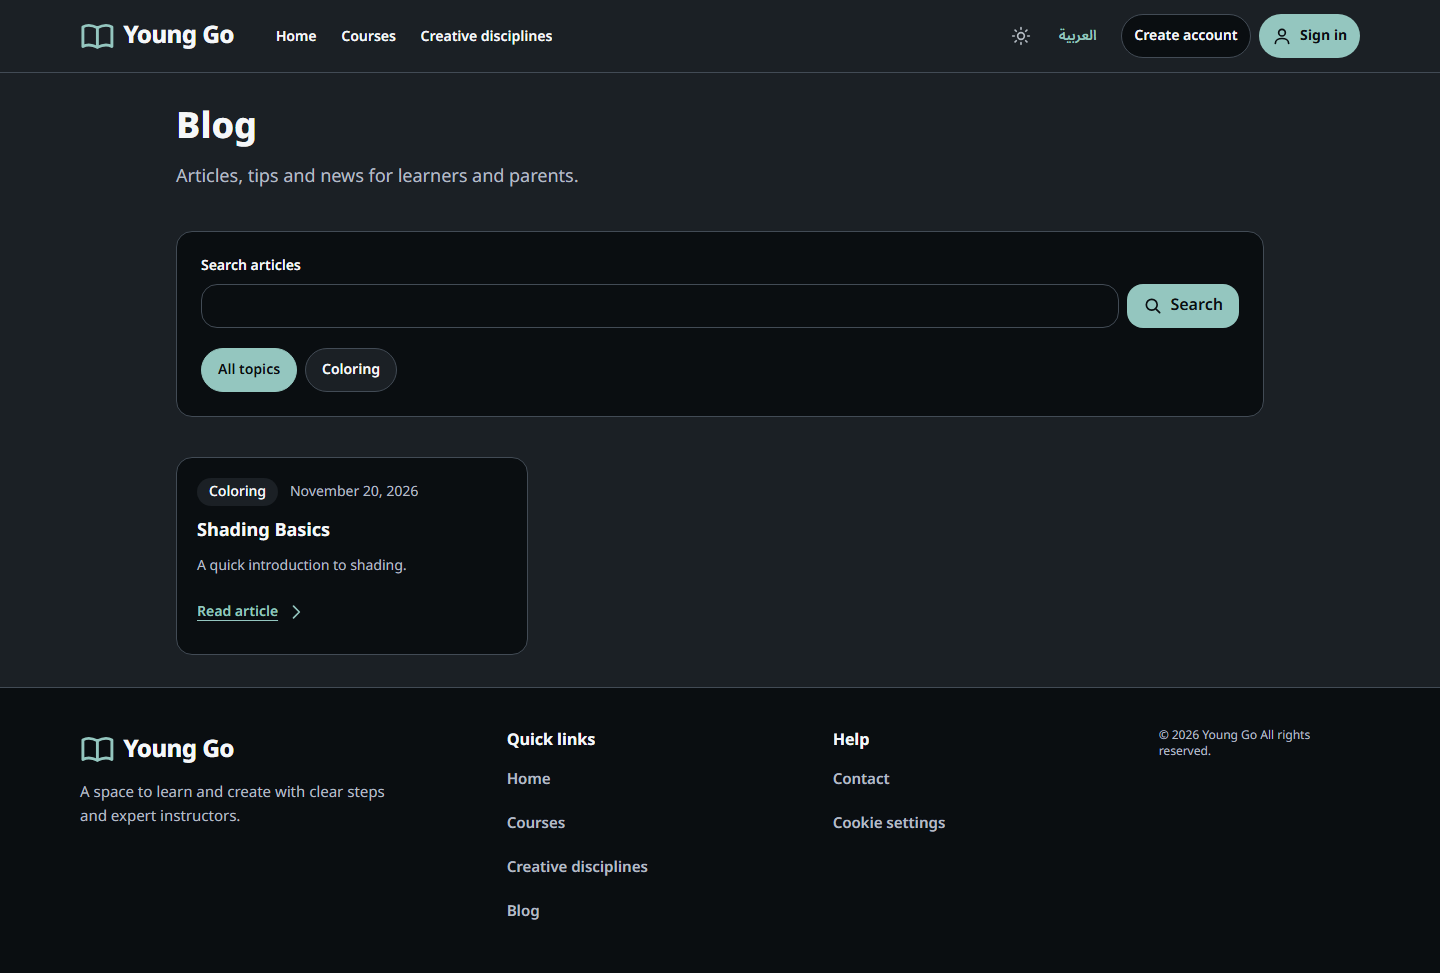 Young Go
Home
Courses
Creative disciplines
العربية
Create account
Sign in
Blog
Articles, tips and news for learners and parents.
Search articles
Search
All topics
Coloring
Coloring
November 20, 2026
Shading Basics
A quick introduction to shading.
Read article
Young Go
A space to learn and create with clear steps
and expert instructors.
Quick links
Home
Courses
Creative disciplines
Blog
Help
Contact
Cookie settings
© 2026 Young Go All rights
reserved.